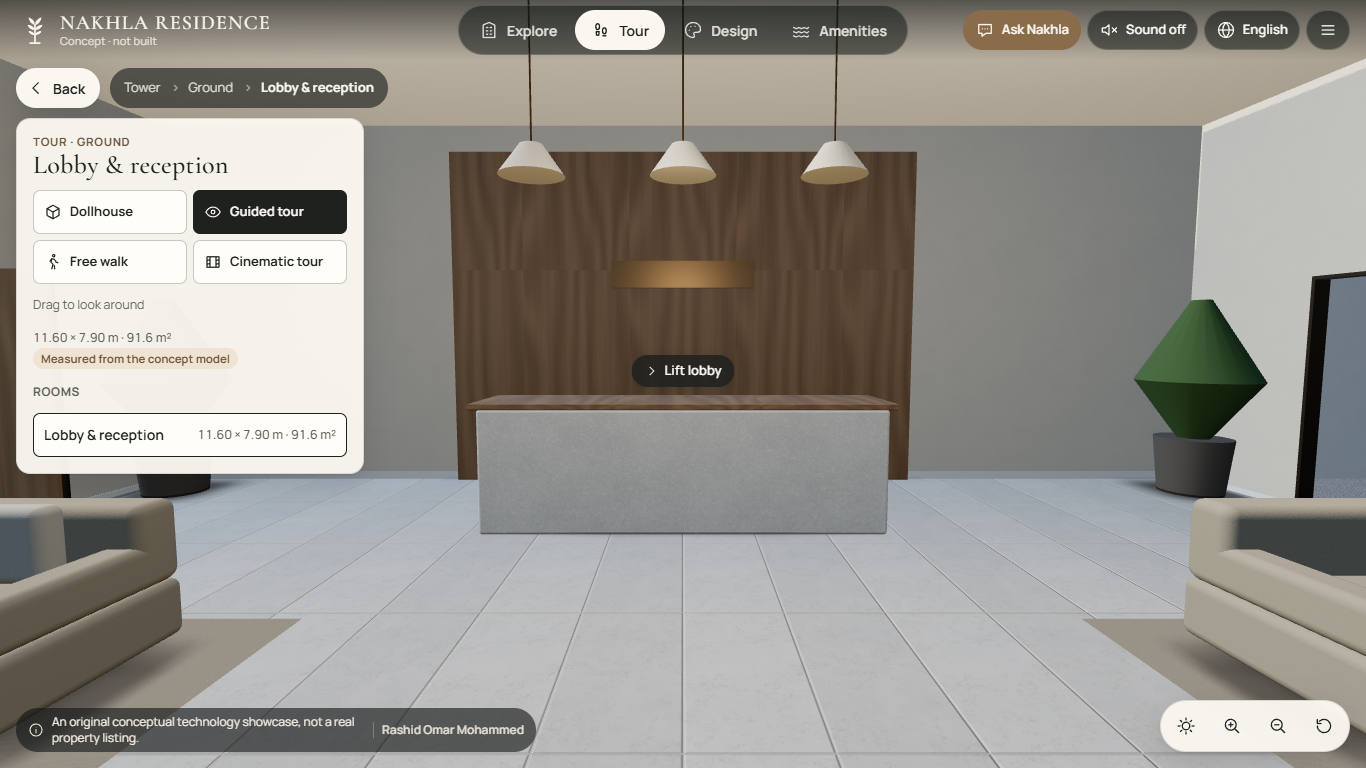 NAKHLA RESIDENCE
Concept · not built
Explore
Tour
Design
Amenities
Ask Nakhla
Sound off
English
Back
Tower › Ground › Lobby & reception
TOUR · GROUND
Lobby & reception
Dollhouse
Guided tour
Free walk
Cinematic tour
Drag to look around
11.60 × 7.90 m · 91.6 m²
Measured from the concept model
ROOMS
Lobby & reception 11.60 × 7.90 m · 91.6 m²
Lift lobby
An original conceptual technology showcase, not a real
property listing.
Rashid Omar Mohammed